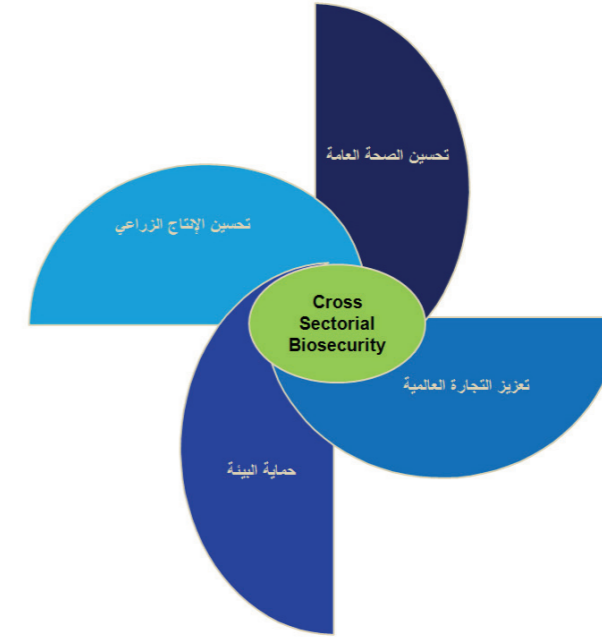 تحسين الصحة العامة
تحسين الإنتاج الزراعي
Cross
Sectorial
Biosecurity
تعزيز التجارة العالمية
حماية البيئة